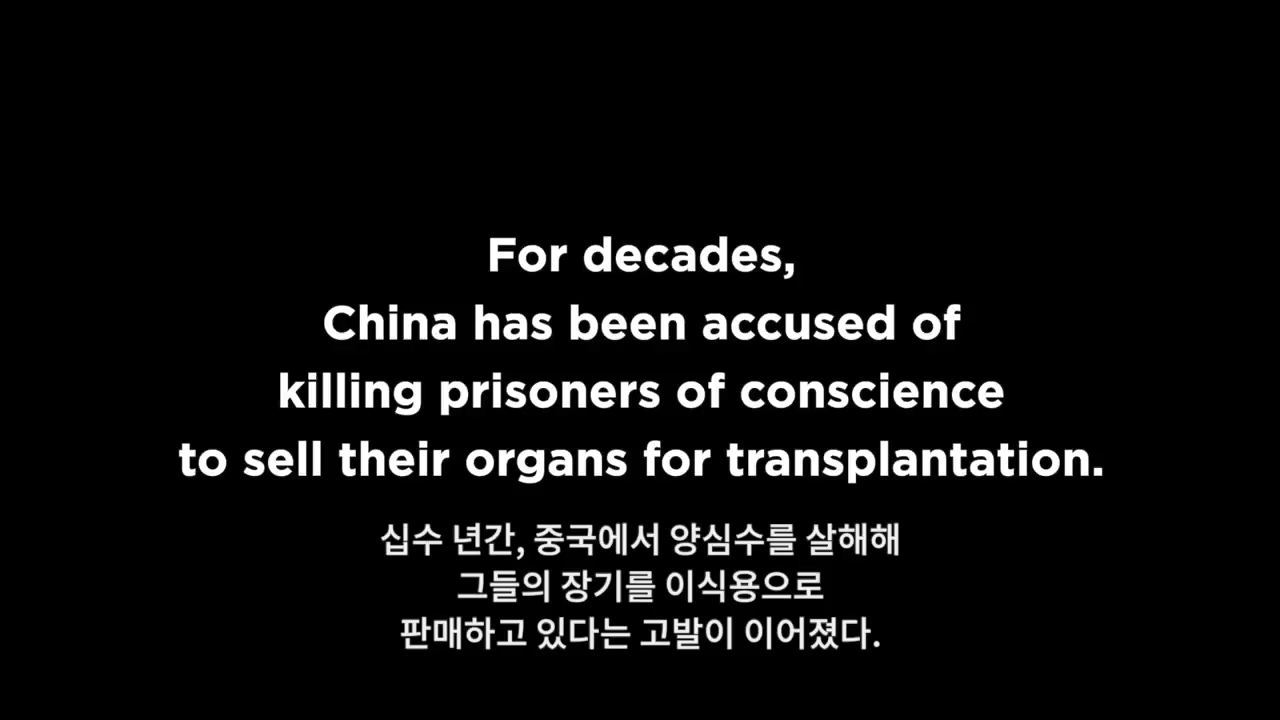 For decades,
China has been accused of
killing prisoners of conscience
to sell their organs for transplantation.
십수 년간, 중국에서 양심수를 살해해
그들의 장기를 이식용으로
판매하고 있다는 고발이 이어졌다.